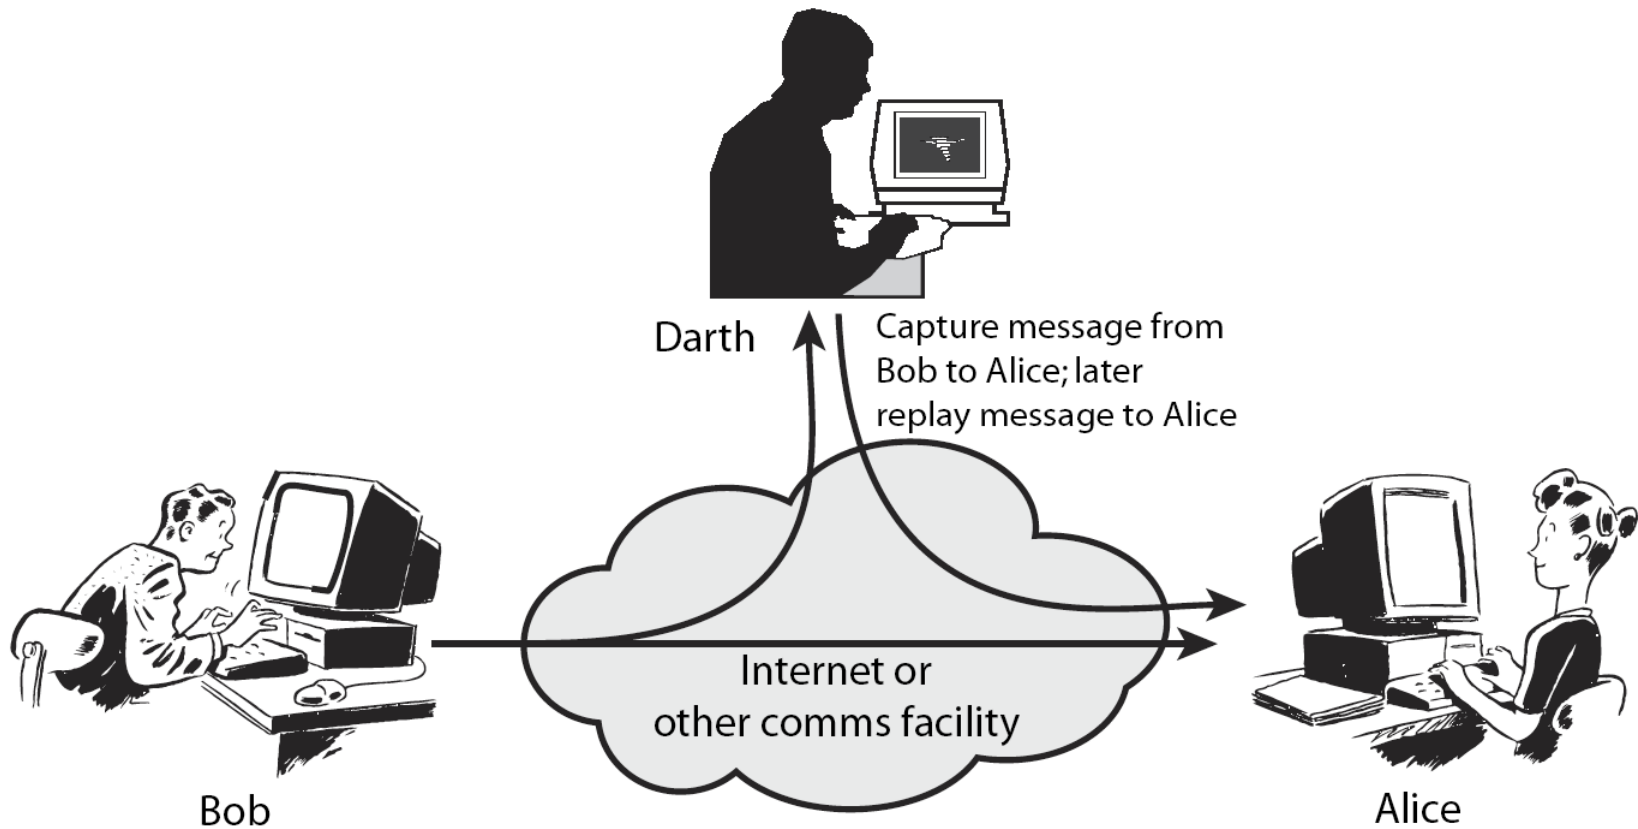 Darth
Capture message from
Bob to Alice; later
replay message to Alice
Internet or
other comms facility
Bob
Alice